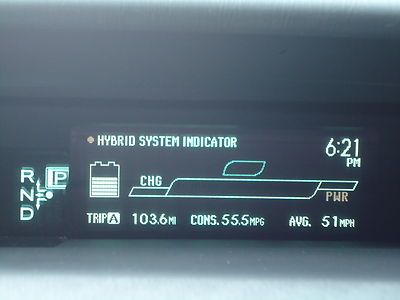 HYBRID SYSTEM INDICATOR
6:21
PM
R
P
N
D
CHG
PWR
TRIP A 103.6MI CONS. 55.5MPG AVG. 51MPH